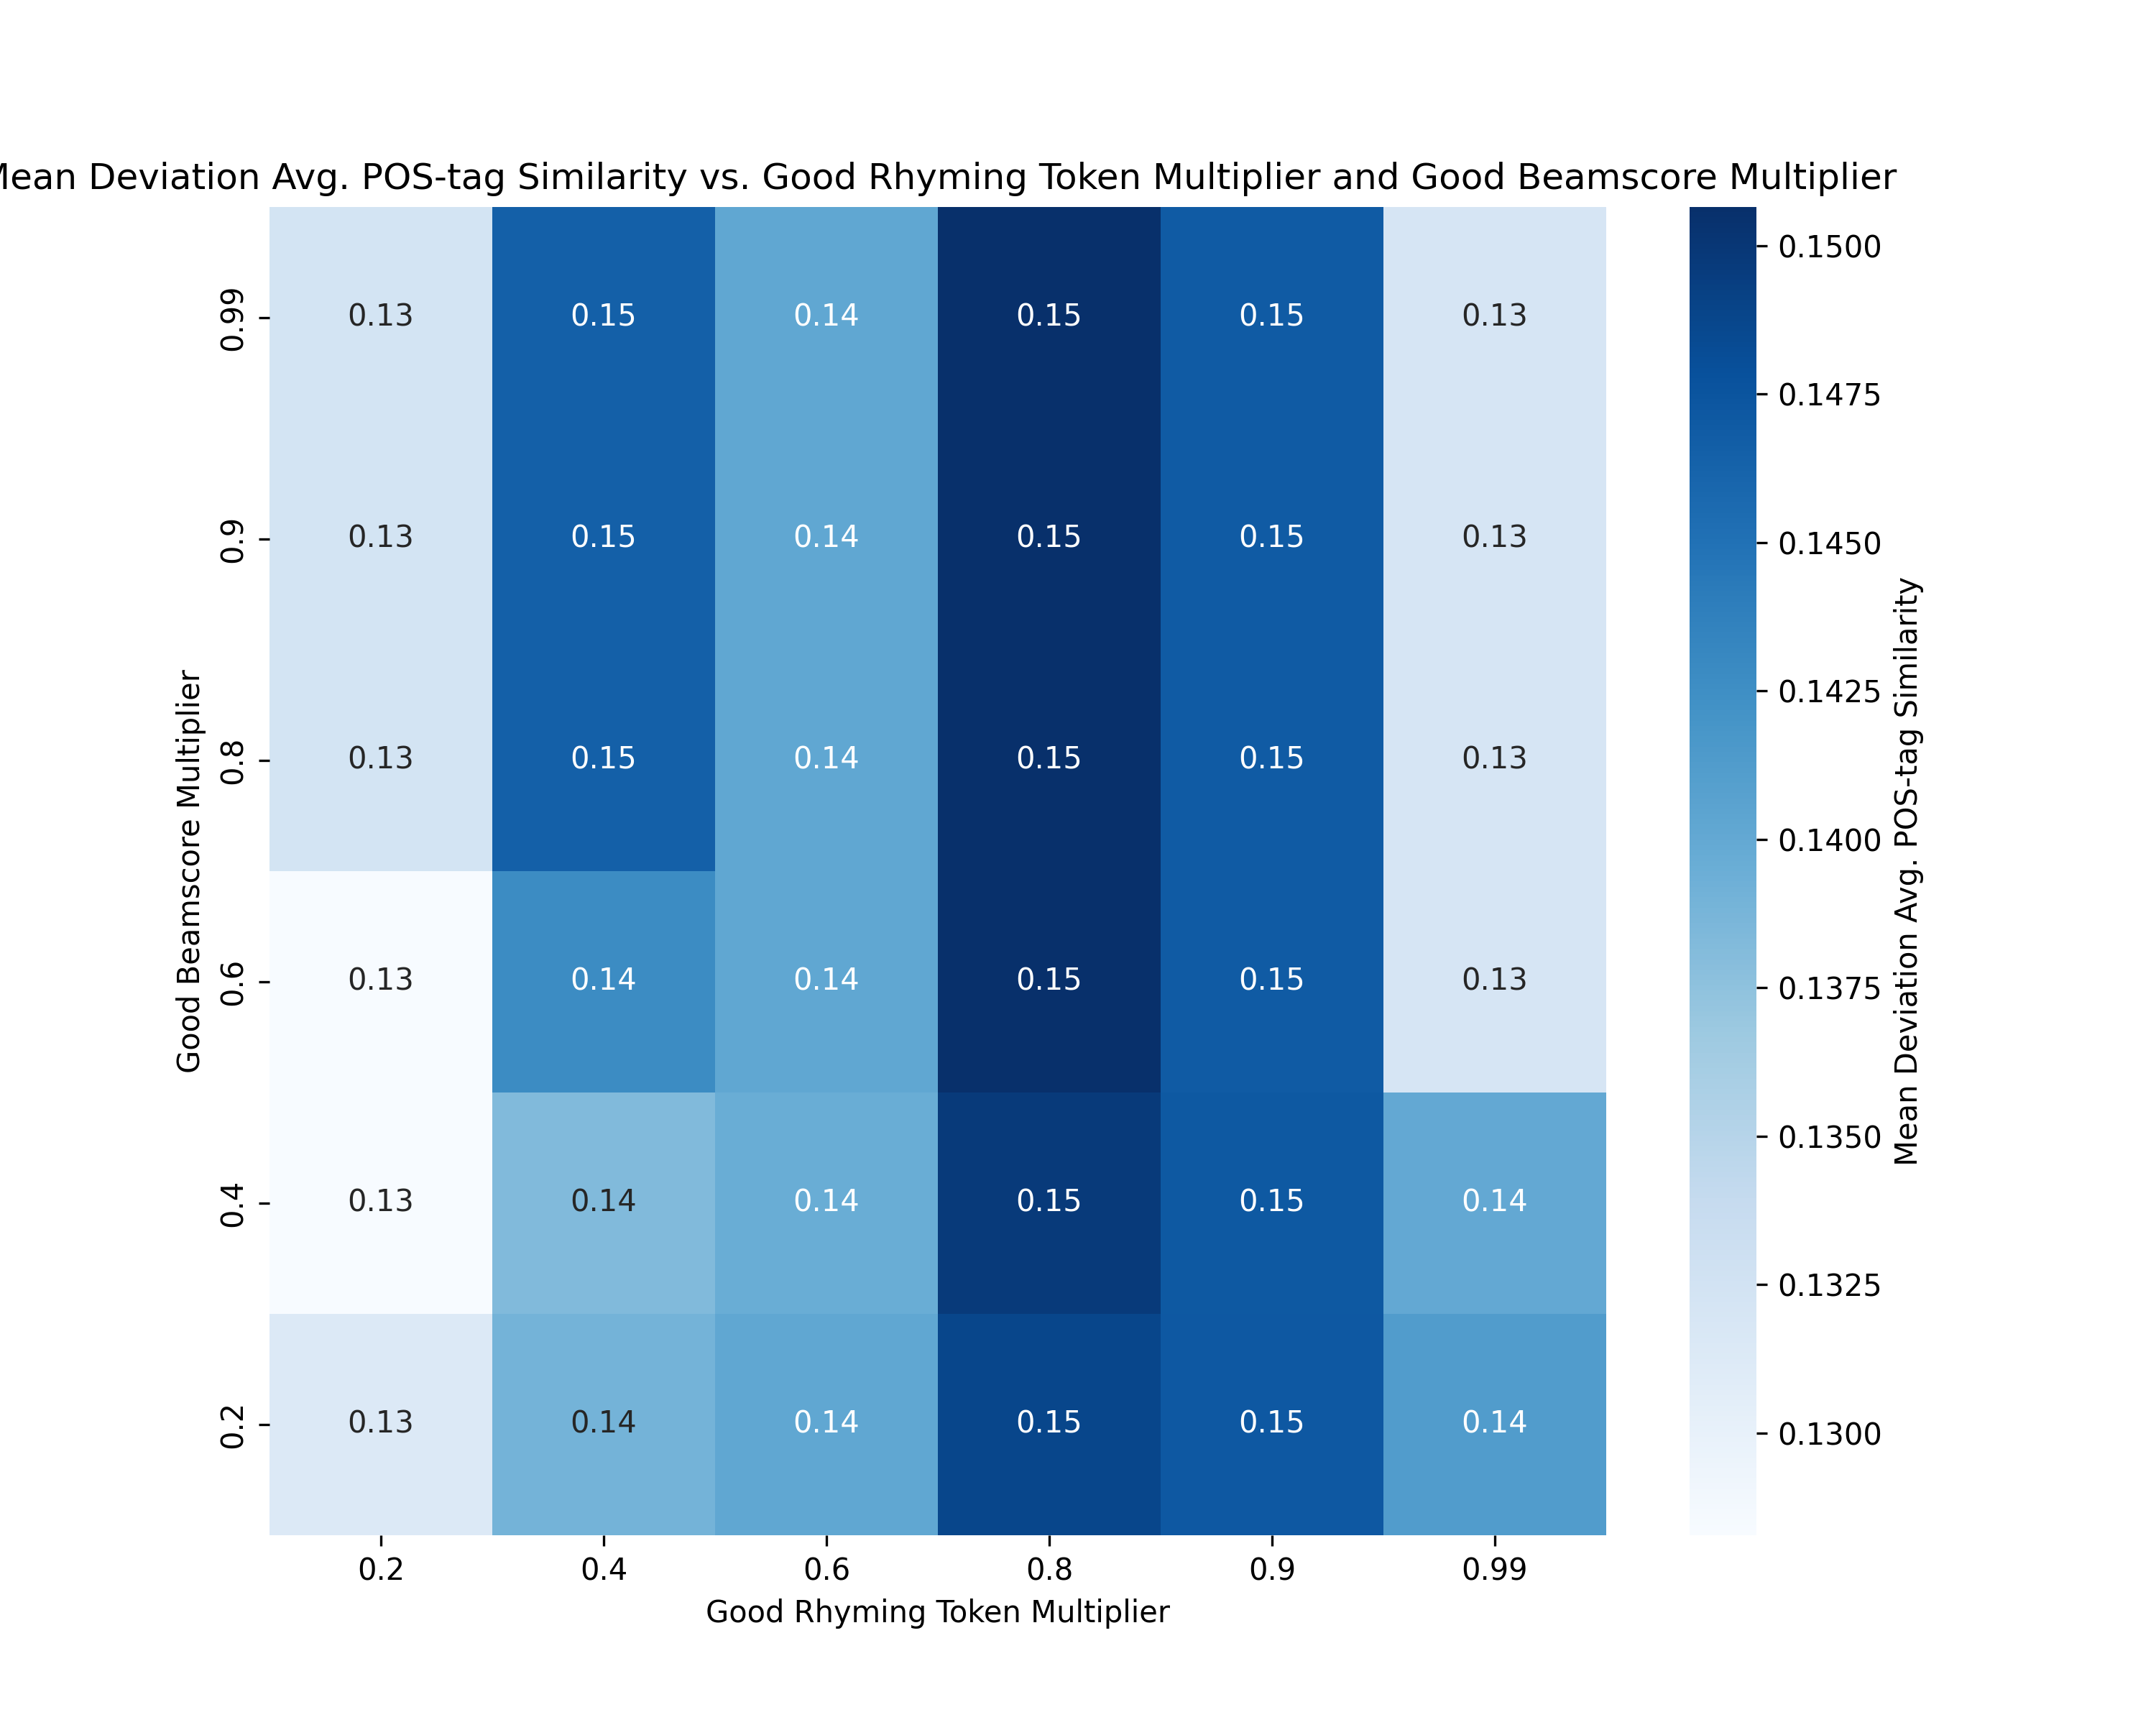 Mean Deviation Avg. POS-tag Similarity vs. Good Rhyming Token Multiplier and Good Beamscore Multiplier
0.99 0.13 0.15 0.14 0.15 0.15 0.13
0.9 0.13 0.15 0.14 0.15 0.15 0.13
0.8 0.13 0.15 0.14 0.15 0.15 0.13
0.6 0.13 0.14 0.14 0.15 0.15 0.13
0.4 0.13 0.14 0.14 0.15 0.15 0.14
0.2 0.13 0.14 0.14 0.15 0.15 0.14
Good Beamscore Multiplier
0.2 0.4 0.6 0.8 0.9 0.99
Good Rhyming Token Multiplier
0.1500
0.1475
0.1450
0.1425
0.1400
0.1375
0.1350
0.1325
0.1300
Mean Deviation Avg. POS-tag Similarity